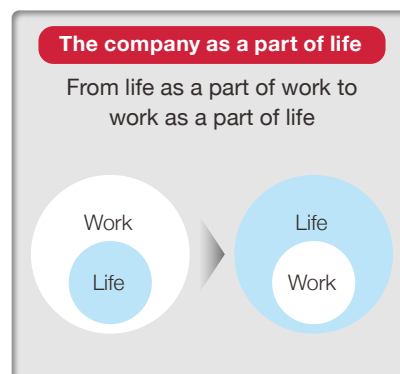 The company as a part of life
From life as a part of work to
work as a part of life
Work
Life
Life
Work